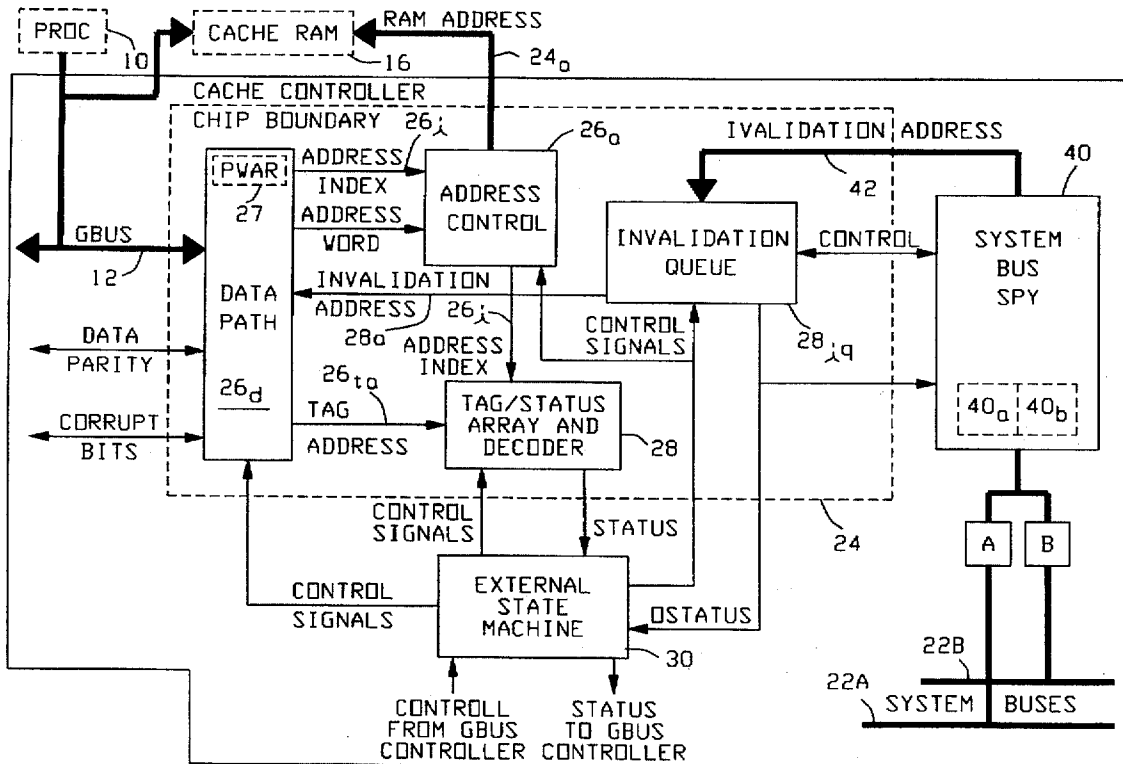 PROC
10
CACHE RAM
16
RAM ADDRESS
24a
CACHE CONTROLLER
CHIP BOUNDARY
26i
26a
IVALIDATION ADDRESS
42
40
PWAR
27
ADDRESS
INDEX
ADDRESS
WORD
ADDRESS
CONTROL
INVALIDATION
QUEUE
CONTROL
SYSTEM
BUS
SPY
GBUS
12
DATA
PATH
INVALIDATION
ADDRESS
28a
26i
ADDRESS
INDEX
CONTROL
SIGNALS
28iq
DATA
PARITY
26d
26ta
TAG
ADDRESS
TAG/STATUS
ARRAY AND
DECODER
28
40a
40b
CORRUPT
BITS
CONTROL
SIGNALS
STATUS
24
A
B
CONTROL
SIGNALS
EXTERNAL
STATE
MACHINE
OSTATUS
30
22B
22A
SYSTEM BUSES
CONTROLL
FROM GBUS
CONTROLLER
STATUS
TO GBUS
CONTROLLER